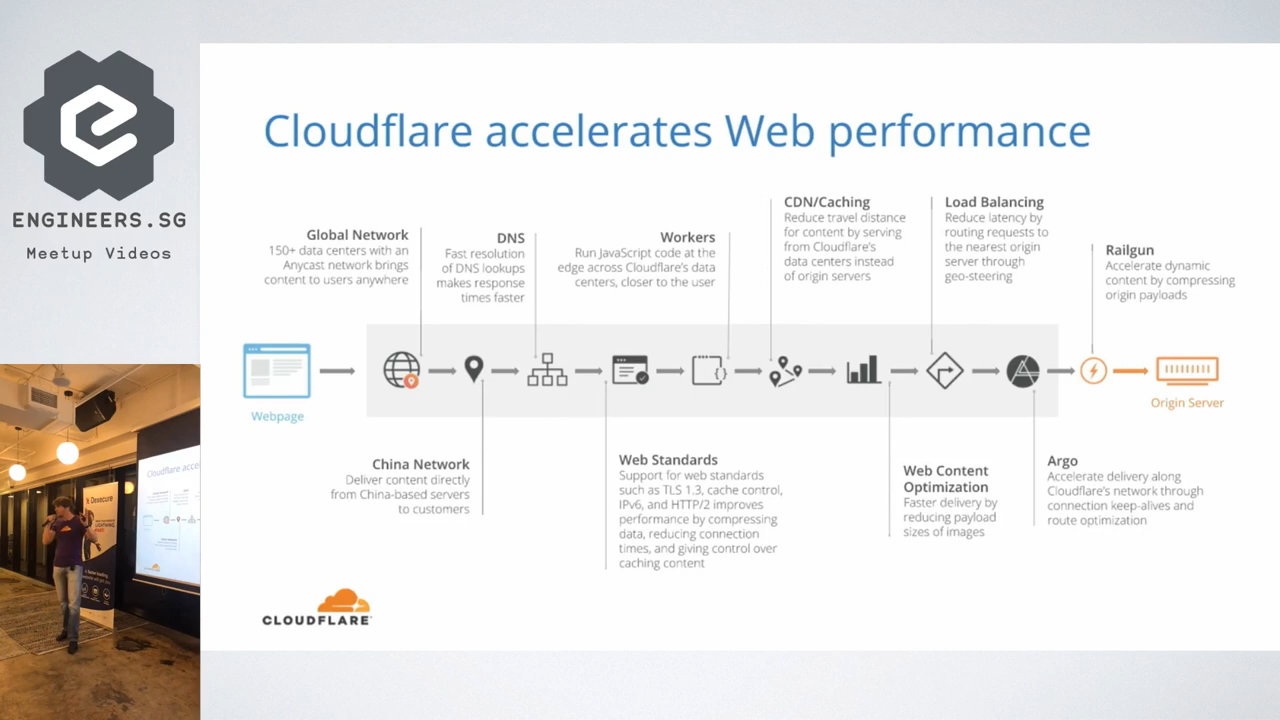 ENGINEERS.SG
Meetup Videos
Cloudflare accelerates Web performance
Global Network
150+ data centers with an
Anycast network brings
content to users anywhere
DNS
Fast resolution
of DNS lookups
makes response
times faster
Workers
Run JavaScript code at the
edge across Cloudflare's data
centers, closer to the user
CDN/Caching
Reduce travel distance
for content by serving
from Cloudflare's
data centers instead
of origin servers
Load Balancing
Reduce latency by
routing requests to
the nearest origin
server through
geo-steering
Railgun
Accelerate dynamic
content by compressing
origin payloads
Webpage
Origin Server
China Network
Deliver content directly
from China-based servers
to customers
Web Standards
Support for web standards
such as TLS 1.3, cache control,
IPv6, and HTTP/2 improves
performance by compressing
data, reducing connection
times, and giving control over
caching content
Web Content
Optimization
Faster delivery by
reducing payload
sizes of images
Argo
Accelerate delivery along
Cloudflare's network through
connection keep-alives and
route optimization
CLOUDFLARE
Cloudflare acce
Dexecure